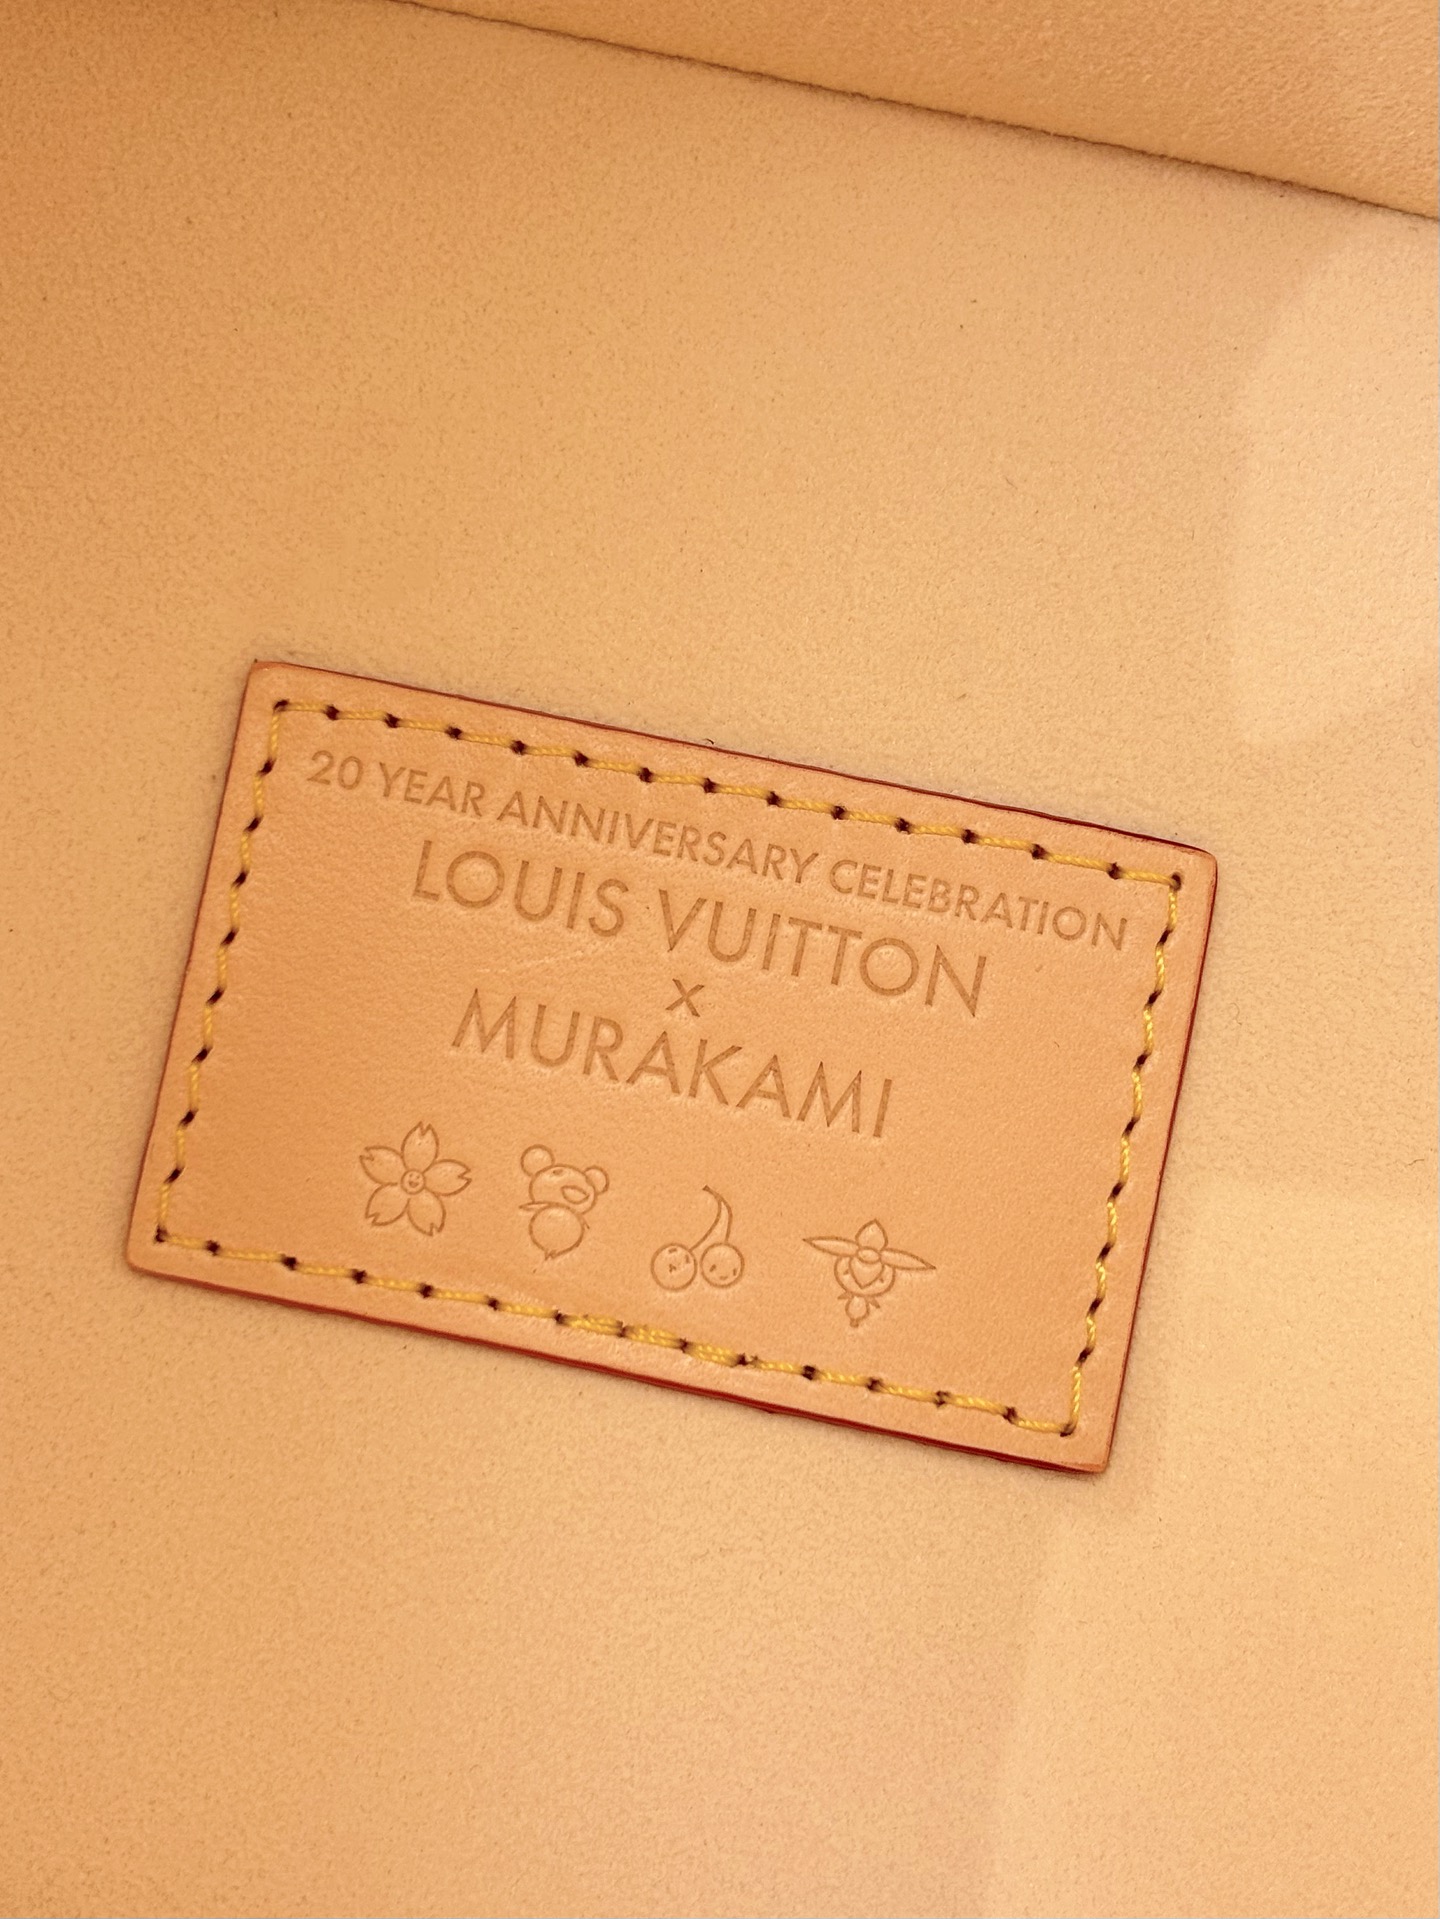 20 YEAR ANNIVERSARY CELEBRATION
LOUIS VUITTON
x
MURAKAMI